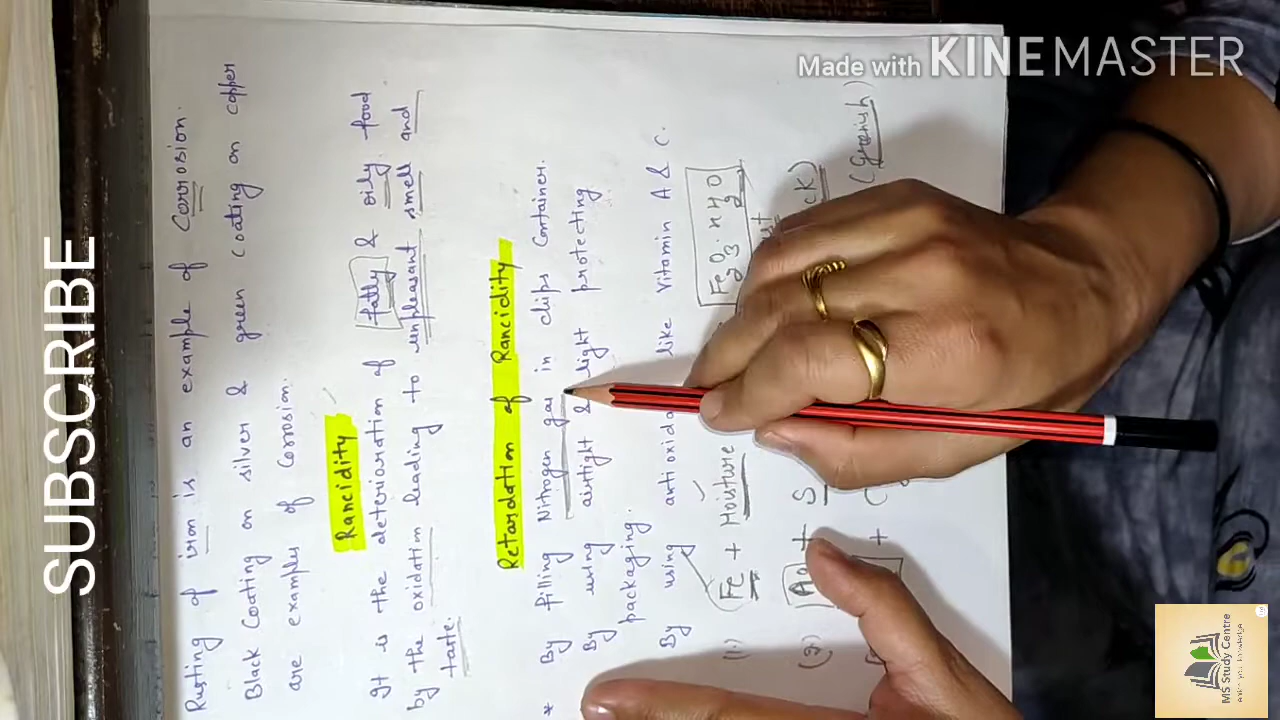 Rusting of iron is an example of Corrosion.
Black Coating on silver & green coating on copper
are examples of Corrosion.
Rancidity
It is the deterioration of fatty & oily food
by the oxidation leading to unpleasant smell and
taste.
Retardation of Rancidity
* By filling Nitrogen gas in chips Container.
By using airtight & light protecting
packaging.
By using like Vitamin A & C.
(1.) Fe + Moisture Fe2O3.xH2O
(2) + S
+ (Greenish)
SUBSCRIBE
Made with KINEMASTER
MS Study Centre